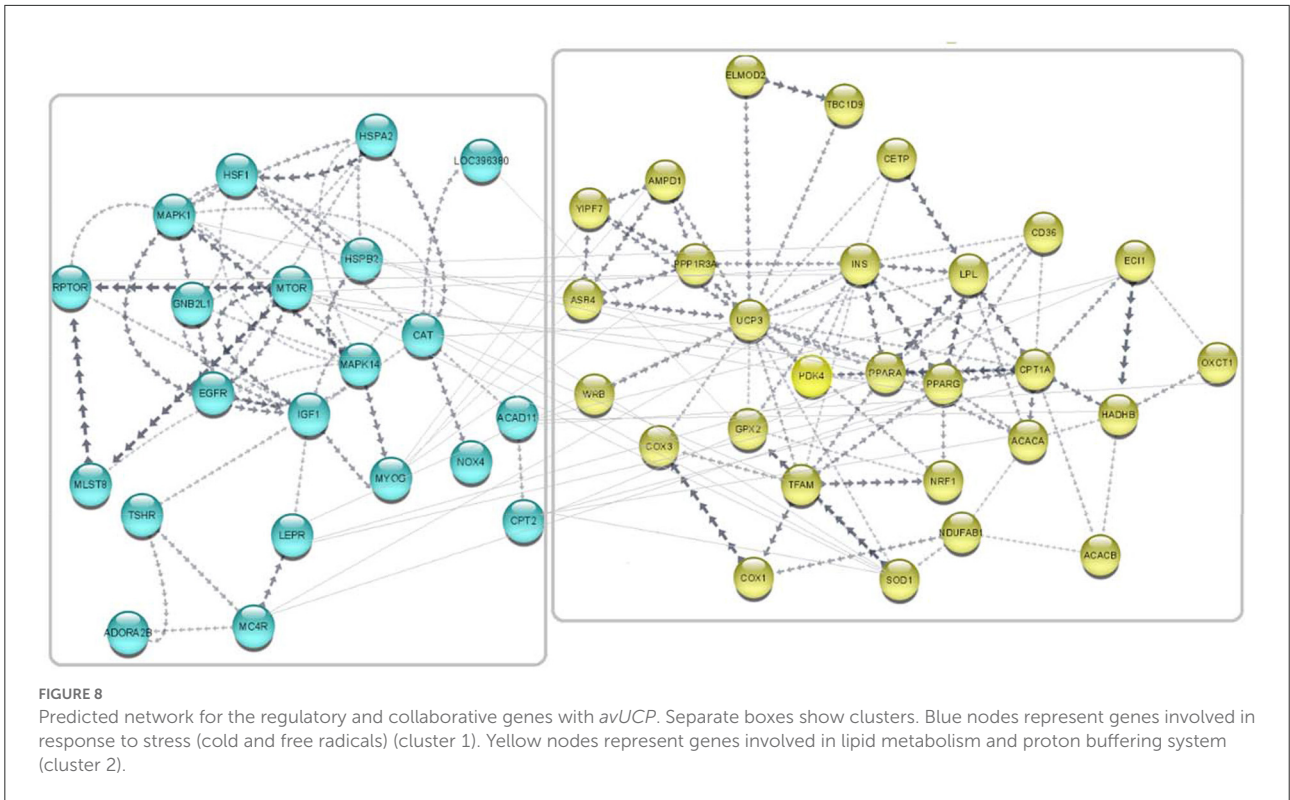 ELMOD2
TBC1D9
HSPA2
LOC396380
CETP
HSF1
AMPD1
MAPK1
YIPF7
CD36
HSPB2
PPP1R3A
INS
LPL
ECI1
RPTOR
GNB2L1
MTOR
ASB4
UCP3
CAT
MAPK14
PDK4
PPARA
PPARG
CPT1A
OXCT1
EGFR
IGF1
ACAD11
WRB
HADHB
COX3
GPX2
ACACA
MLST8
MYOG
NOX4
TFAM
NRF1
TSHR
LEPR
CPT2
NDUFAB1
ACACB
COX1
SOD1
ADORA2B
MC4R
FIGURE 8
Predicted network for the regulatory and collaborative genes with avUCP. Separate boxes show clusters. Blue nodes represent genes involved in
response to stress (cold and free radicals) (cluster 1). Yellow nodes represent genes involved in lipid metabolism and proton buffering system
(cluster 2).